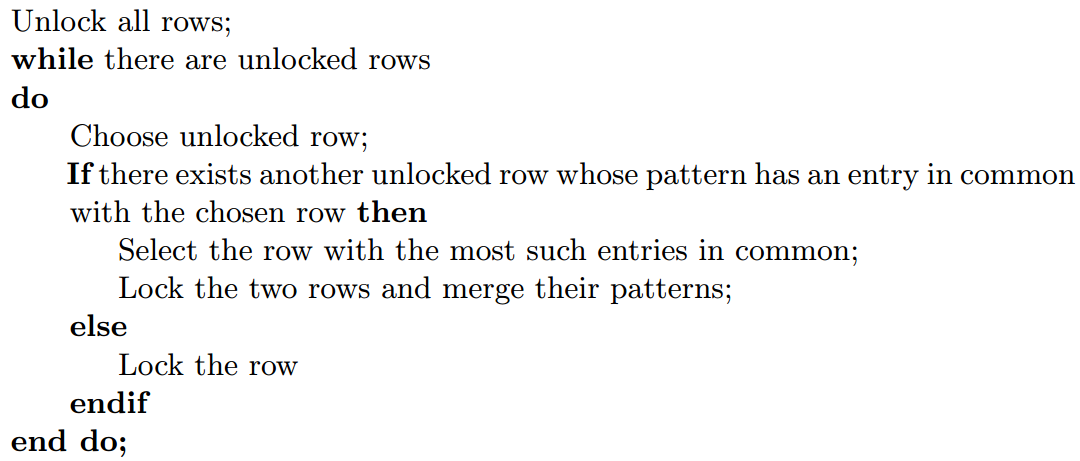 Unlock all rows;
while there are unlocked rows
do
Choose unlocked row;
If there exists another unlocked row whose pattern has an entry in common
with the chosen row then
Select the row with the most such entries in common;
Lock the two rows and merge their patterns;
else
Lock the row
endif
end do;